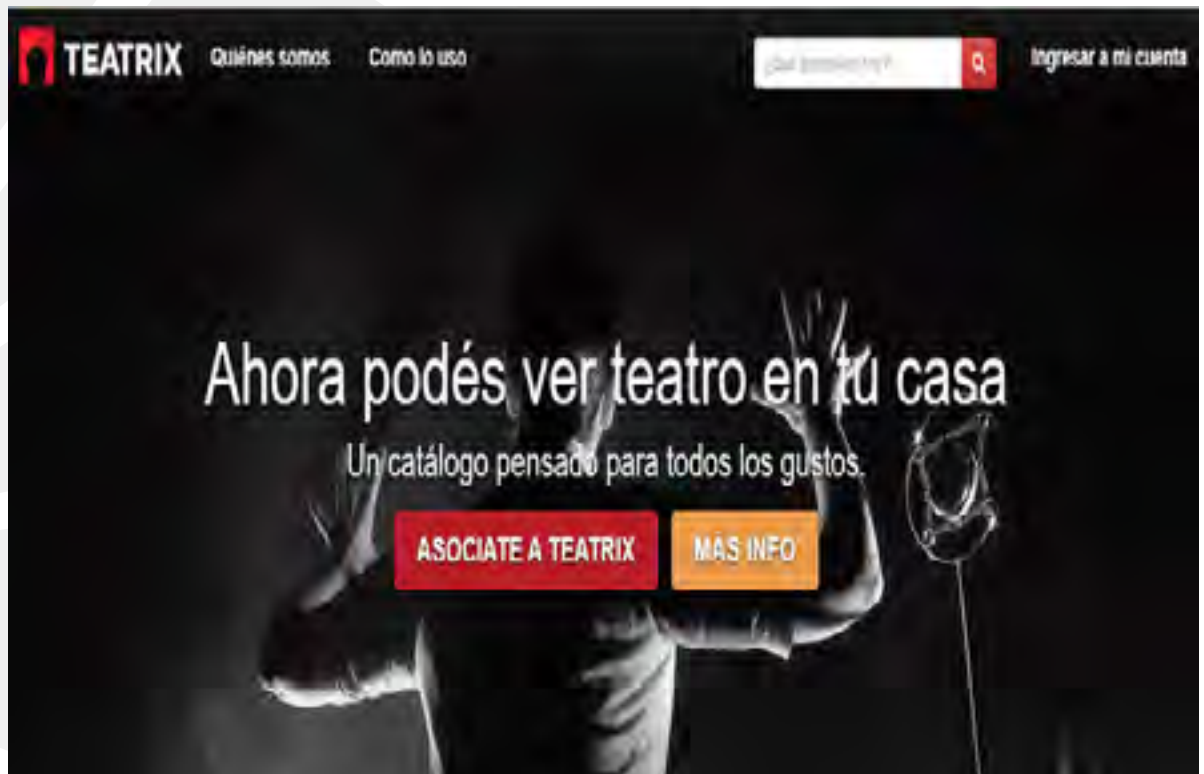 TEATRIX Quiénes somos Como lo uso Ingresar a mi cuenta
Ahora podés ver teatro en tu casa
Un catálogo pensado para todos los gustos.
ASOCIATE A TEATRIX MÁS INFO